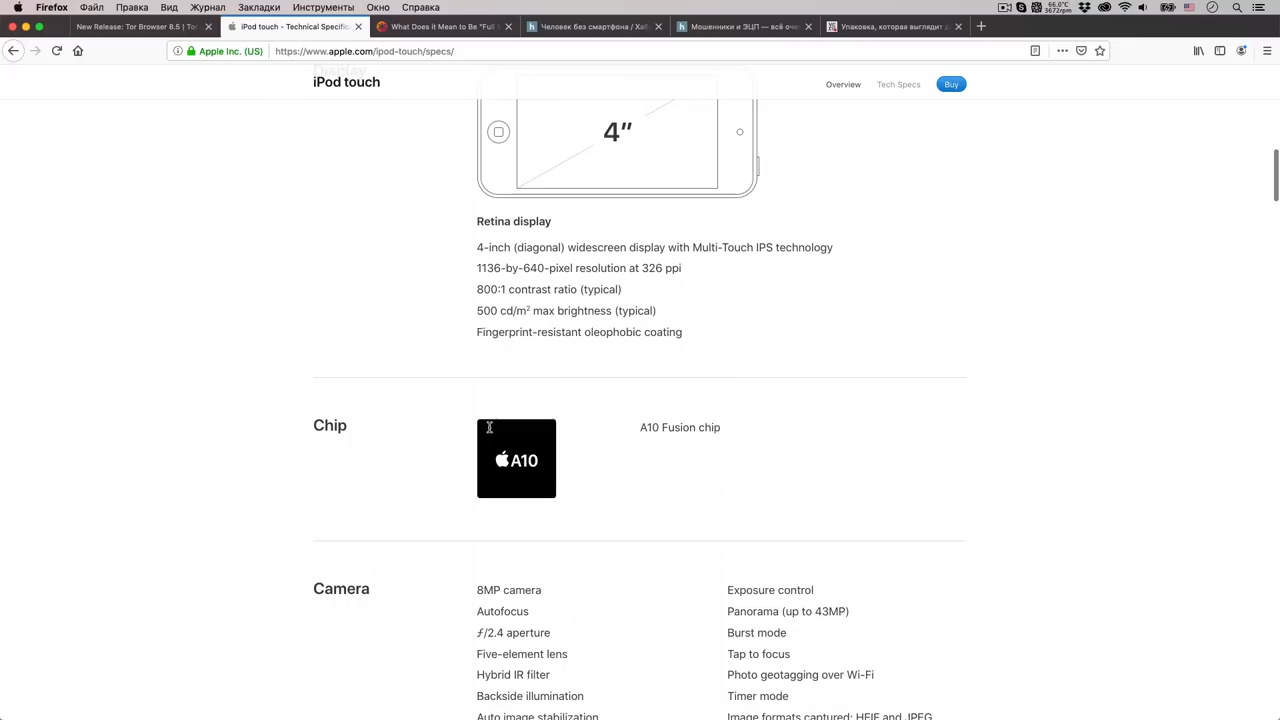 Firefox Файл Правка Вид Журнал Закладки Инструменты Окно Справка 66.0°C 3672rpm
New Release: Tor Browser 8.5 | Tor iPod touch - Technical Specific What Does it Mean to Be "Full Человек без смартфона / Хаб Мошенники и ЭЦП — всё оче Упаковка, которая выглядит
Apple Inc. (US) https://www.apple.com/ipod-touch/specs/
Display
iPod touch Overview Tech Specs Buy
4″
Retina display
4-inch (diagonal) widescreen display with Multi-Touch IPS technology
1136-by-640-pixel resolution at 326 ppi
800:1 contrast ratio (typical)
500 cd/m² max brightness (typical)
Fingerprint-resistant oleophobic coating
Chip
A10
A10 Fusion chip
Camera
8MP camera Exposure control
Autofocus Panorama (up to 43MP)
ƒ/2.4 aperture Burst mode
Five-element lens Tap to focus
Hybrid IR filter Photo geotagging over Wi-Fi
Backside illumination Timer mode
Auto image stabilization Image formats captured: HEIF and JPEG